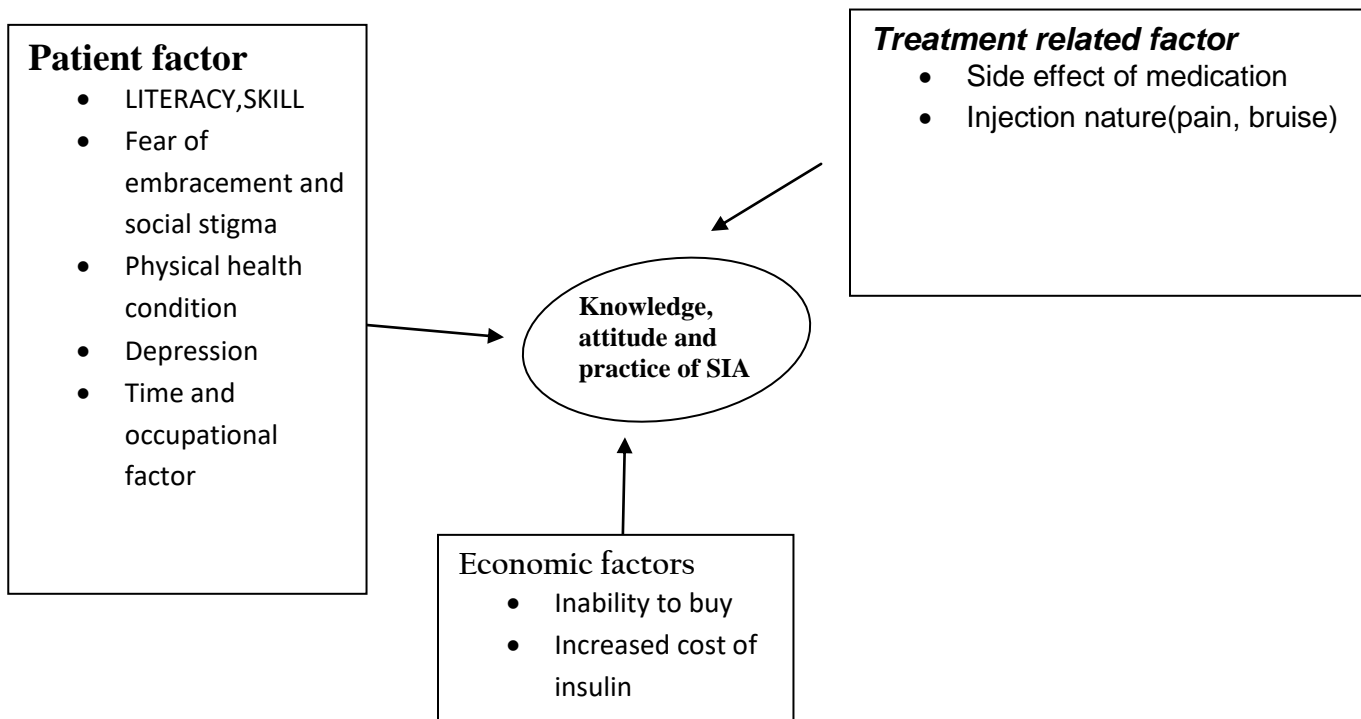 Patient factor
• LITERACY,SKILL
• Fear of
embracement and
social stigma
• Physical health
condition
• Depression
• Time and
occupational
factor
Treatment related factor
• Side effect of medication
• Injection nature(pain, bruise)
Knowledge,
attitude and
practice of SIA
Economic factors
• Inability to buy
• Increased cost of
insulin